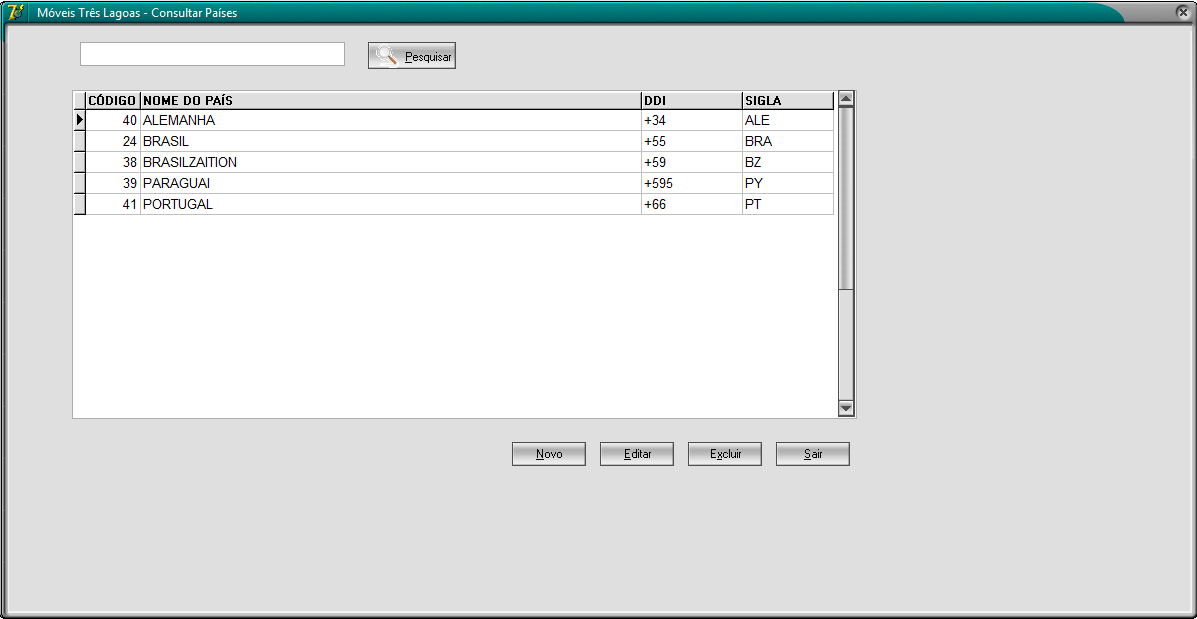 Móveis Três Lagoas - Consultar Países
Pesquisar
CÓDIGO NOME DO PAÍS DDI SIGLA
40 ALEMANHA +34 ALE
24 BRASIL +55 BRA
38 BRASILZAITION +59 BZ
39 PARAGUAI +595 PY
41 PORTUGAL +66 PT
Novo Editar Excluir Sair